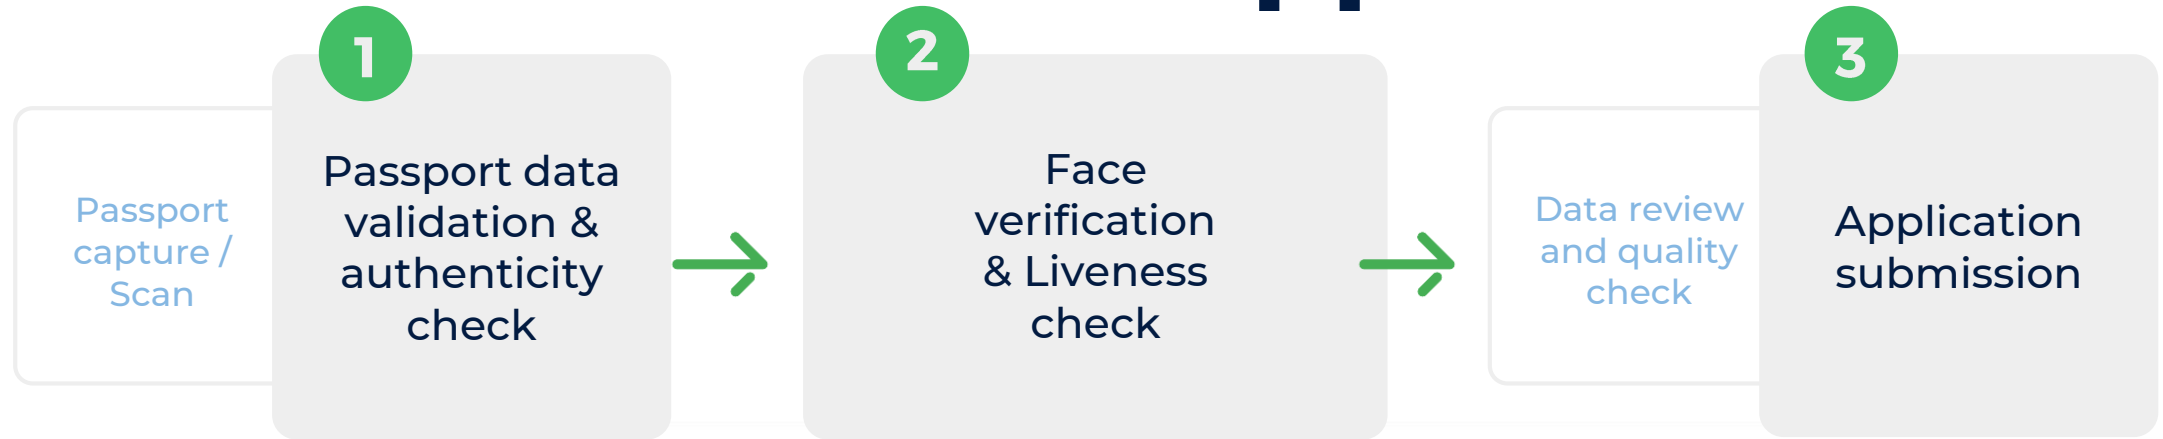 1
Passport
capture /
Scan
Passport data
validation &
authenticity
check
2
Face
verification
& Liveness
check
Data review
and quality
check
3
Application
submission